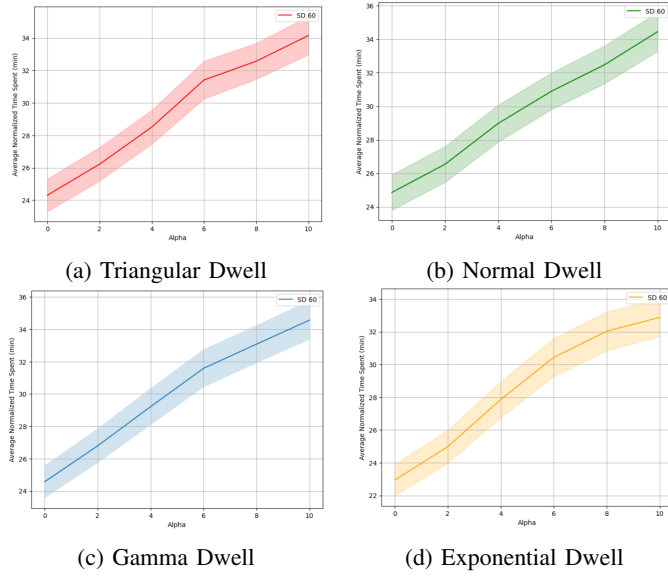 SD 60
Average Normalized Time Spent (min)
34
32
30
28
26
24
0 2 4 6 8 10
Alpha
(a) Triangular Dwell
SD 60
Average Normalized Time Spent (min)
36
34
32
30
28
26
24
0 2 4 6 8 10
Alpha
(b) Normal Dwell
SD 60
Average Normalized Time Spent (min)
36
34
32
30
28
26
24
0 2 4 6 8 10
Alpha
(c) Gamma Dwell
SD 60
Average Normalized Time Spent (min)
34
32
30
28
26
24
22
0 2 4 6 8 10
Alpha
(d) Exponential Dwell